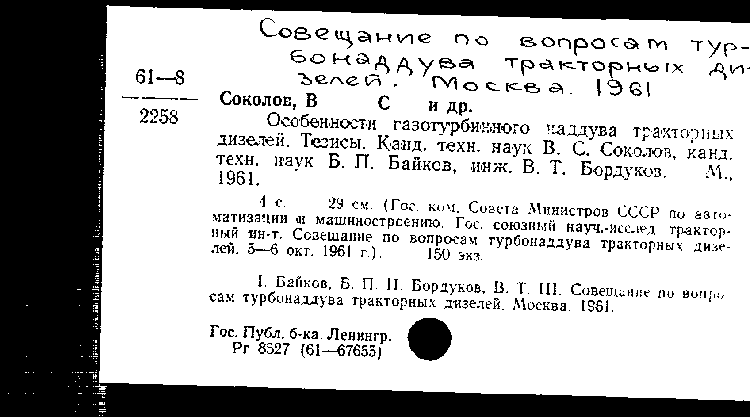 Совещание по вопросам тур-
бонаддува тракторных ди-
зелей. Москва. 1961
61—8
2258
Соколов, В С и др.
Особенности газотурбинного наддува тракторных
дизелей. Тезисы. Канд. техн. наук В. С. Соколов, канд.
техн. наук Б. П. Байков, инж. В. Т. Бордуков. М.,
1961.
4 с. 29 см. (Гос. ком. Совета Министров СССР по авто-
матизации и машиностроению. Гос. союзный науч.-исслед. трактор-
ный ин-т. Совещание по вопросам турбонаддува тракторных дизе-
лей. 5—6 окт. 1961 г.). 150 экз.
I. Байков, Б. П. II. Бордуков, В. Т. III. Совещание по вопро-
сам турбонаддува тракторных дизелей. Москва. 1961.
Гос. Публ. б-ка. Ленингр.
Рг 8527 (61—67655)